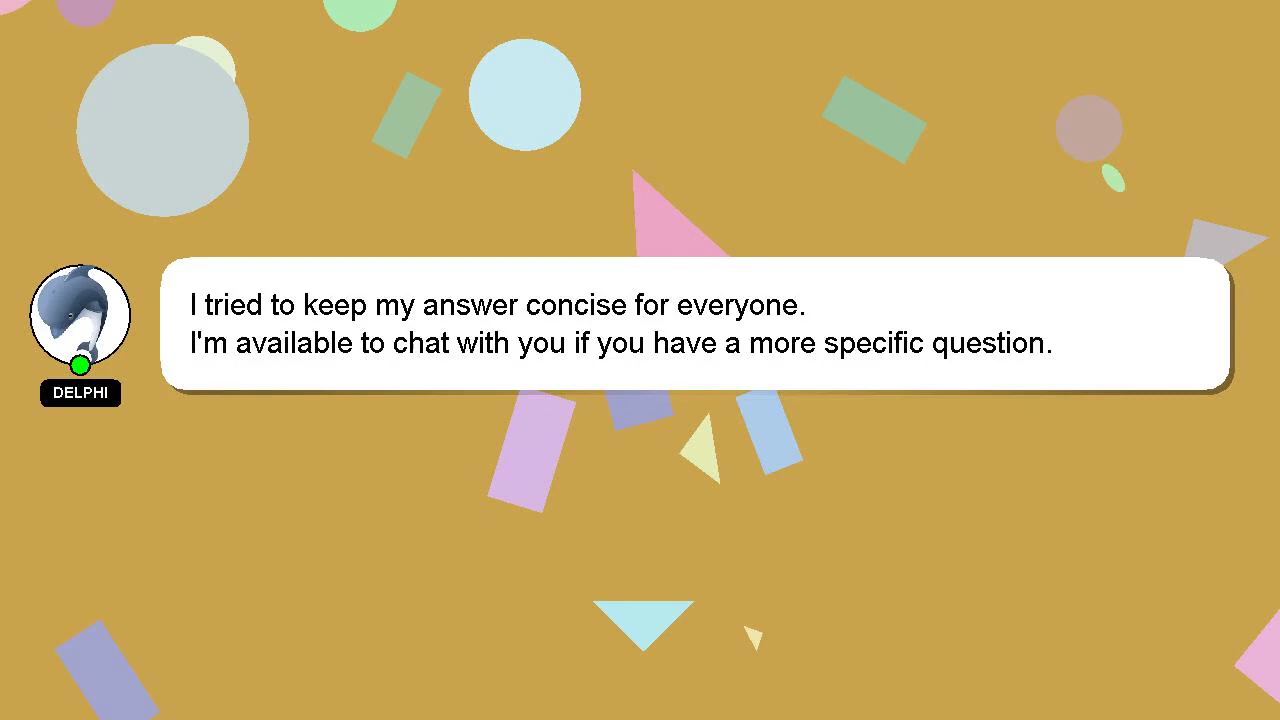 I tried to keep my answer concise for everyone.
I'm available to chat with you if you have a more specific question.
DELPHI